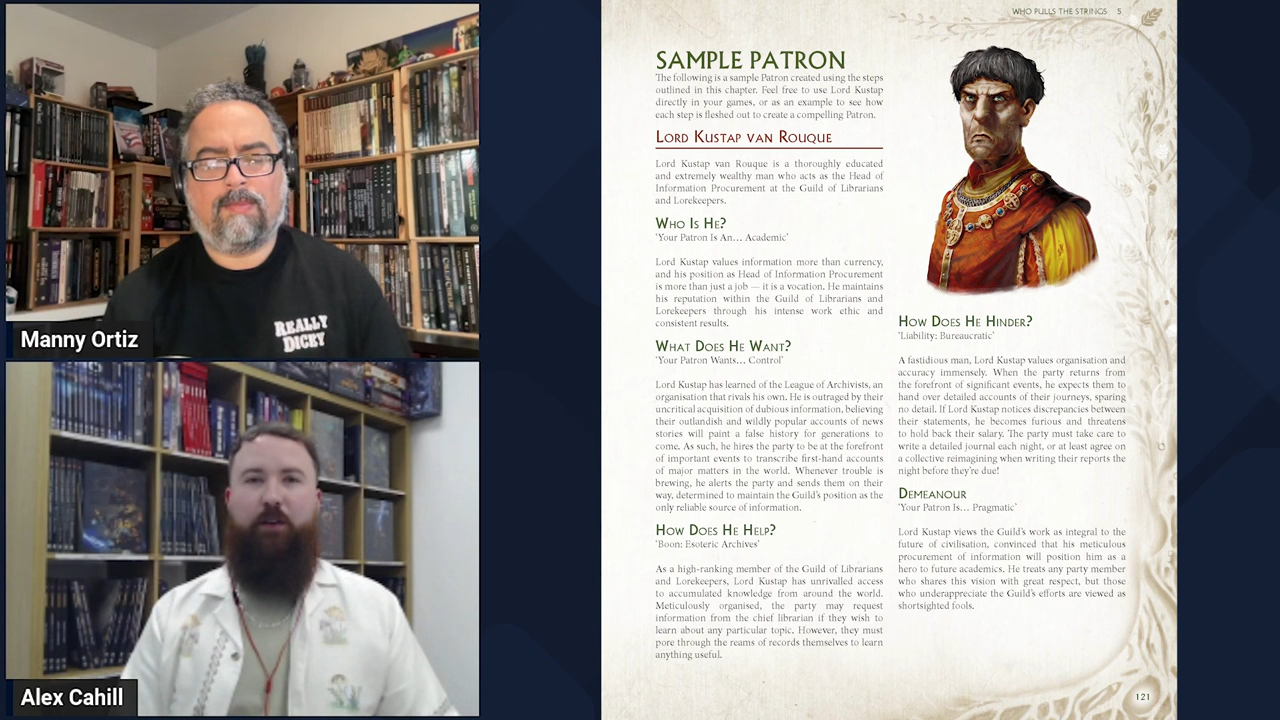 REALLY
DICEY
Manny Ortiz
Alex Cahill
WHO PULLS THE STRINGS 5
SAMPLE PATRON
The following is a sample Patron created using the steps
outlined in this chapter. Feel free to use Lord Kustap
directly in your games, or as an example to see how
each step is fleshed out to create a compelling Patron.
LORD KUSTAP VAN ROUQUE
Lord Kustap van Rouque is a thoroughly educated
and extremely wealthy man who acts as the Head of
Information Procurement at the Guild of Librarians
and Lorekeepers.
WHO IS HE?
'Your Patron Is An… Academic'
Lord Kustap values information more than currency,
and his position as Head of Information Procurement
is more than just a job — it is a vocation. He maintains
his reputation within the Guild of Librarians and
Lorekeepers through his intense work ethic and
consistent results.
WHAT DOES HE WANT?
'Your Patron Wants… Control'
Lord Kustap has learned of the League of Archivists, an
organisation that rivals his own. He is outraged by their
uncritical acquisition of dubious information, believing
their outlandish and wildly popular accounts of news
stories will paint a false history for generations to
come. As such, he hires the party to be at the forefront
of important events to transcribe first-hand accounts
of major matters in the world. Whenever trouble is
brewing, he alerts the party and sends them on their
way, determined to maintain the Guild's position as the
only reliable source of information.
HOW DOES HE HELP?
'Boon: Esoteric Archives'
As a high-ranking member of the Guild of Librarians
and Lorekeepers, Lord Kustap has unrivalled access
to accumulated knowledge from around the world.
Meticulously organised, the party may request
information from the chief librarian if they wish to
learn about any particular topic. However, they must
pore through the reams of records themselves to learn
anything useful.
HOW DOES HE HINDER?
'Liability: Bureaucratic'
A fastidious man, Lord Kustap values organisation and
accuracy immensely. When the party returns from
the forefront of significant events, he expects them to
hand over detailed accounts of their journeys, sparing
no detail. If Lord Kustap notices discrepancies between
their statements, he becomes furious and threatens
to hold back their salary. The party must take care to
write a detailed journal each night, or at least agree on
a collective reimagining when writing their reports the
night before they're due!
DEMEANOUR
'Your Patron Is… Pragmatic'
Lord Kustap views the Guild's work as integral to the
future of civilisation, convinced that his meticulous
procurement of information will position him as a
hero to future academics. He treats any party member
who shares this vision with great respect, but those
who underappreciate the Guild's efforts are viewed as
shortsighted fools.
121